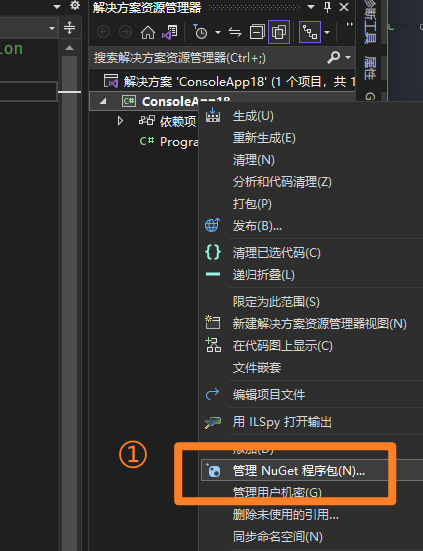 解决方案资源管理器
ion
搜索解决方案资源管理器(Ctrl+;)
解决方案 'ConsoleApp18' (1 个项目，共 1
ConsoleApp18
依赖项
C# Progra
诊断工具
属性
G
生成(U)
重新生成(E)
清理(N)
分析和代码清理(Z)
打包(P)
发布(B)...
清理已选代码(C)
递归折叠(L)
限定为此范围(S)
新建解决方案资源管理器视图(N)
在代码图上显示(C)
文件嵌套
编辑项目文件
用 ILSpy 打开输出
添加(D)
①
管理 NuGet 程序包(N)...
管理用户机密(G)
删除未使用的引用...
同步命名空间(N)